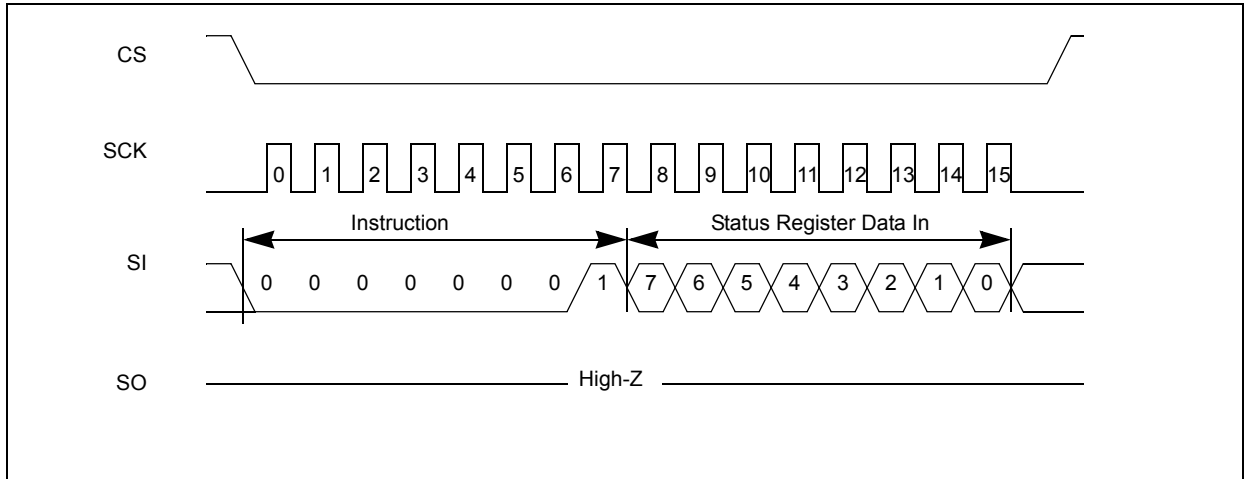 CS
SCK
0 1 2 3 4 5 6 7 8 9 10 11 12 13 14 15
Instruction Status Register Data In
SI
0 0 0 0 0 0 0 1 7 6 5 4 3 2 1 0
SO
High-Z